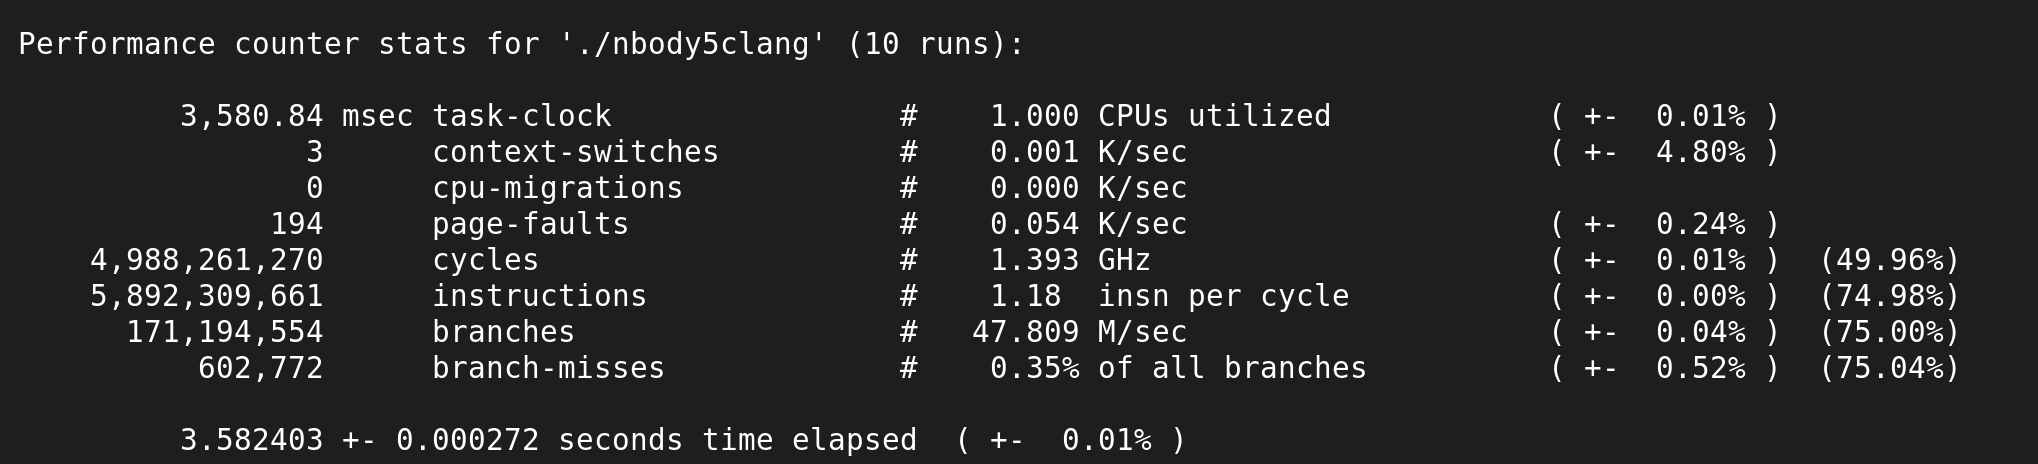 Performance counter stats for './nbody5clang' (10 runs):
3,580.84 msec task-clock # 1.000 CPUs utilized ( +- 0.01% )
3 context-switches # 0.001 K/sec ( +- 4.80% )
0 cpu-migrations # 0.000 K/sec
194 page-faults # 0.054 K/sec ( +- 0.24% )
4,988,261,270 cycles # 1.393 GHz ( +- 0.01% ) (49.96%)
5,892,309,661 instructions # 1.18 insn per cycle ( +- 0.00% ) (74.98%)
171,194,554 branches # 47.809 M/sec ( +- 0.04% ) (75.00%)
602,772 branch-misses # 0.35% of all branches ( +- 0.52% ) (75.04%)
3.582403 +- 0.000272 seconds time elapsed ( +- 0.01% )